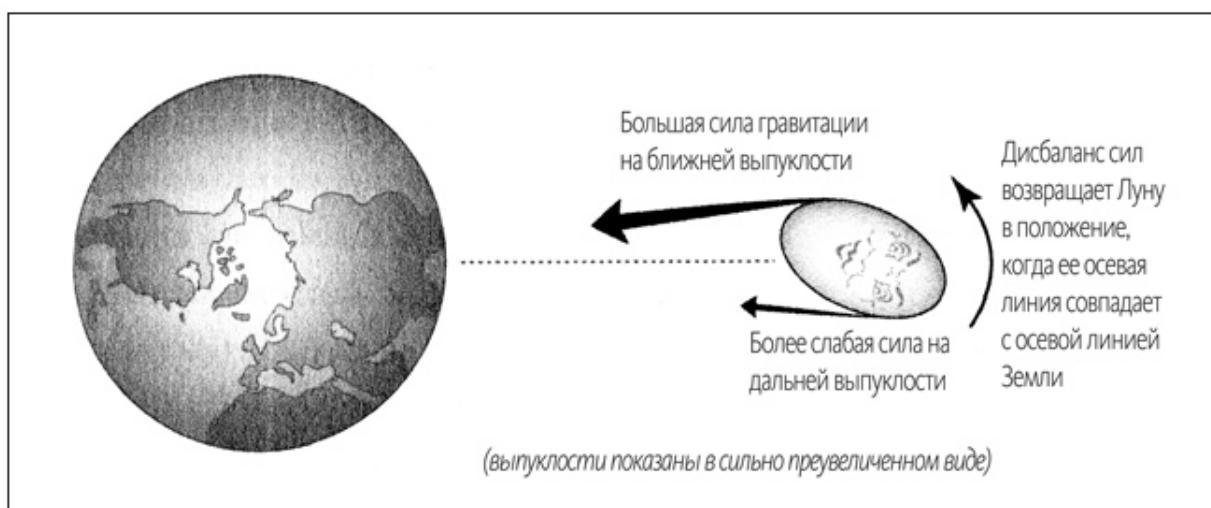 Большая сила гравитации
на ближней выпуклости
Дисбаланс сил
возвращает Луну
в положение,
когда ее осевая
линия совпадает
с осевой линией
Земли
Более слабая сила на
дальней выпуклости
(выпуклости показаны в сильно преувеличенном виде)